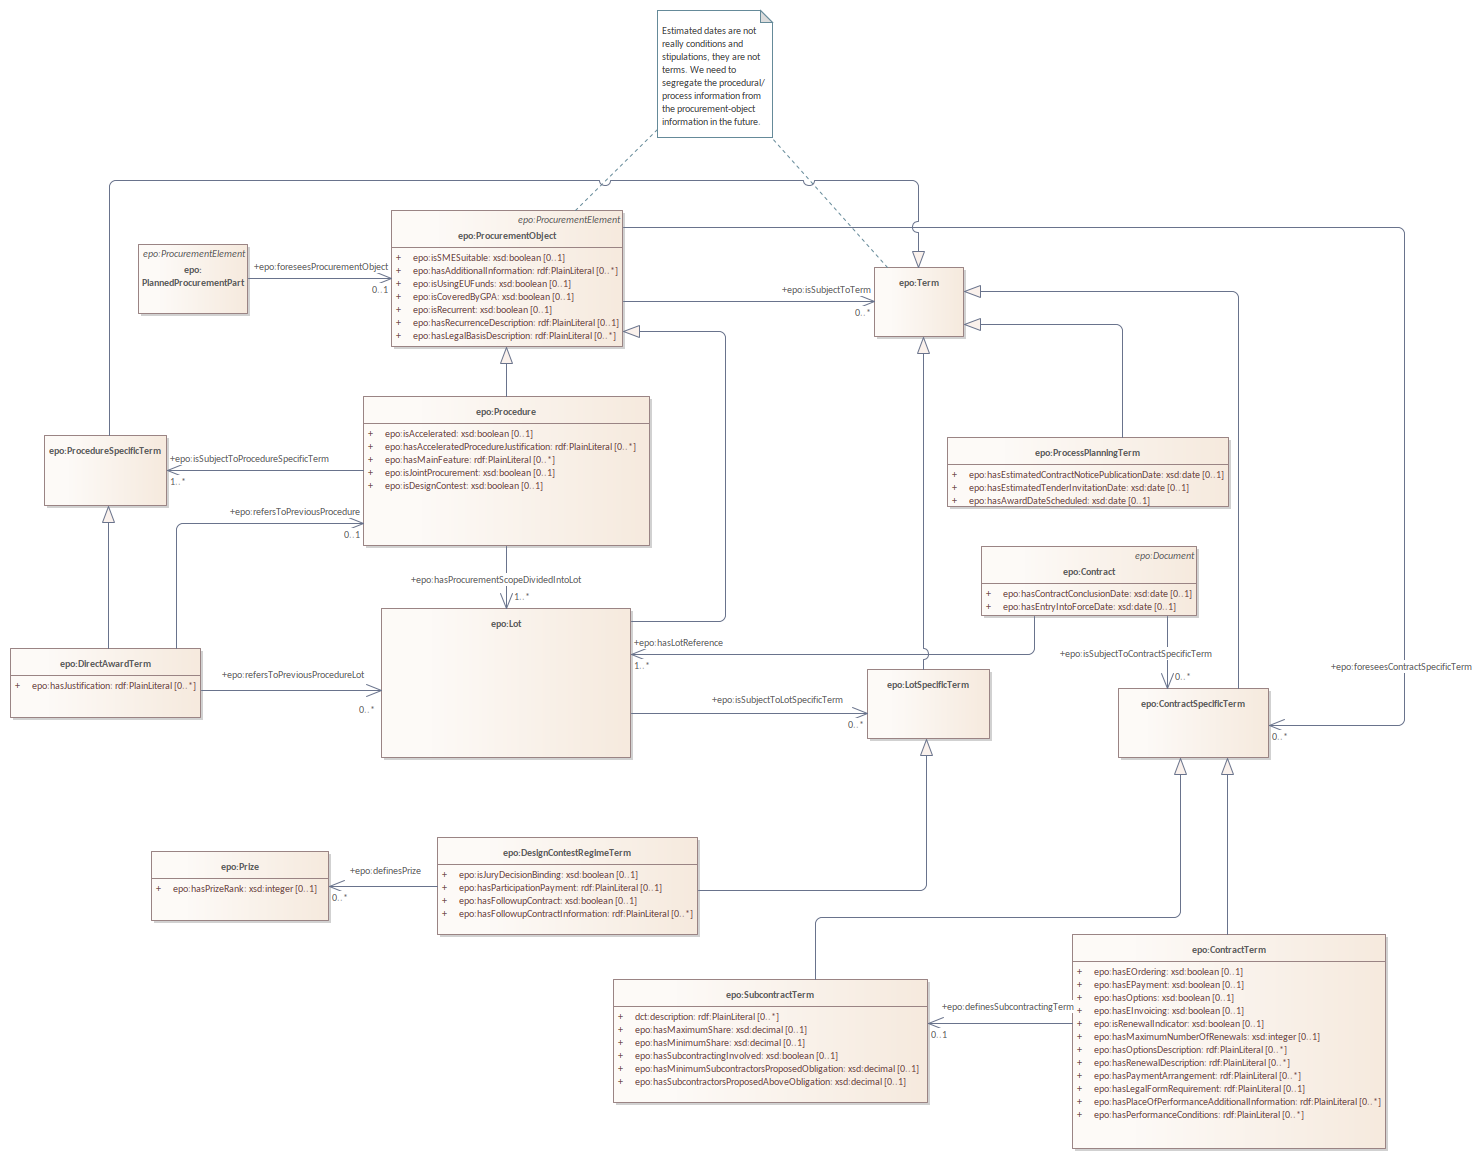 Estimated dates are not
really conditions and
stipulations, they are not
terms. We need to
segregate the procedural/
process information from
the procurement-object
information in the future.
epo:ProcurementElement
epo:ProcurementObject
+ epo:isSMESuitable: xsd:boolean [0..1]
+ epo:hasAdditionalInformation: rdf:PlainLiteral [0..*]
+ epo:isUsingEUFunds: xsd:boolean [0..1]
+ epo:isCoveredByGPA: xsd:boolean [0..1]
+ epo:isRecurrent: xsd:boolean [0..1]
+ epo:hasRecurrenceDescription: rdf:PlainLiteral [0..1]
+ epo:hasLegalBasisDescription: rdf:PlainLiteral [0..*]
epo:ProcurementElement
epo:
PlannedProcurementPart
+epo:foreseesProcurementObject
0..1
+epo:isSubjectToTerm
0..*
epo:Term
epo:Procedure
+ epo:isAccelerated: xsd:boolean [0..1]
+ epo:hasAcceleratedProcedureJustification: rdf:PlainLiteral [0..*]
+ epo:hasMainFeature: rdf:PlainLiteral [0..*]
+ epo:isJointProcurement: xsd:boolean [0..1]
+ epo:isDesignContest: xsd:boolean [0..1]
epo:ProcedureSpecificTerm
+epo:isSubjectToProcedureSpecificTerm
1..*
+epo:refersToPreviousProcedure
0..1
epo:ProcessPlanningTerm
+ epo:hasEstimatedContractNoticePublicationDate: xsd:date [0..1]
+ epo:hasEstimatedTenderInvitationDate: xsd:date [0..1]
+ epo:hasAwardDateScheduled: xsd:date [0..1]
epo:Document
epo:Contract
+ epo:hasContractConclusionDate: xsd:date [0..1]
+ epo:hasEntryIntoForceDate: xsd:date [0..1]
+epo:hasProcurementScopeDividedIntoLot
1..*
epo:Lot
+epo:hasLotReference
1..*
+epo:isSubjectToContractSpecificTerm
0..*
+epo:foreseesContractSpecificTerm
0..*
epo:DirectAwardTerm
+ epo:hasJustification: rdf:PlainLiteral [0..*]
+epo:refersToPreviousProcedureLot
0..*
+epo:isSubjectToLotSpecificTerm
0..*
epo:LotSpecificTerm
epo:ContractSpecificTerm
epo:Prize
+ epo:hasPrizeRank: xsd:integer [0..1]
+epo:definesPrize
0..*
epo:DesignContestRegimeTerm
+ epo:isJuryDecisionBinding: xsd:boolean [0..1]
+ epo:hasParticipationPayment: rdf:PlainLiteral [0..1]
+ epo:hasFollowupContract: xsd:boolean [0..1]
+ epo:hasFollowupContractInformation: rdf:PlainLiteral [0..*]
epo:SubcontractTerm
+ dct:description: rdf:PlainLiteral [0..*]
+ epo:hasMaximumShare: xsd:decimal [0..1]
+ epo:hasMinimumShare: xsd:decimal [0..1]
+ epo:hasSubcontractingInvolved: xsd:boolean [0..1]
+ epo:hasMinimumSubcontractorsProposedObligation: xsd:decimal [0..1]
+ epo:hasSubcontractorsProposedAboveObligation: xsd:decimal [0..1]
+epo:definesSubcontractingTerm
0..1
epo:ContractTerm
+ epo:hasEOrdering: xsd:boolean [0..1]
+ epo:hasEPayment: xsd:boolean [0..1]
+ epo:hasOptions: xsd:boolean [0..1]
+ epo:hasEInvoicing: xsd:boolean [0..1]
+ epo:isRenewalIndicator: xsd:boolean [0..1]
+ epo:hasMaximumNumberOfRenewals: xsd:integer [0..1]
+ epo:hasOptionsDescription: rdf:PlainLiteral [0..*]
+ epo:hasRenewalDescription: rdf:PlainLiteral [0..*]
+ epo:hasPaymentArrangement: rdf:PlainLiteral [0..*]
+ epo:hasLegalFormRequirement: rdf:PlainLiteral [0..1]
+ epo:hasPlaceOfPerformanceAdditionalInformation: rdf:PlainLiteral [0..*]
+ epo:hasPerformanceConditions: rdf:PlainLiteral [0..*]